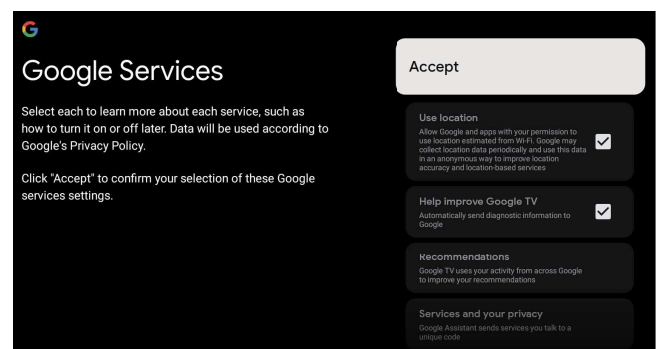 Google Services
Select each to learn more about each service, such as
how to turn it on or off later. Data will be used according to
Google's Privacy Policy.
Click "Accept" to confirm your selection of these Google
services settings.
Accept
Use location
Allow Google and apps with your permission to
use location estimated from Wi-Fi. Google may
collect location data periodically and use this data
in an anonymous way to improve location
accuracy and location-based services
Help improve Google TV
Automatically send diagnostic information to
Google
Recommendations
Google TV uses your activity from across Google
to improve your recommendations
Services and your privacy
Google Assistant sends services you talk to a
unique code